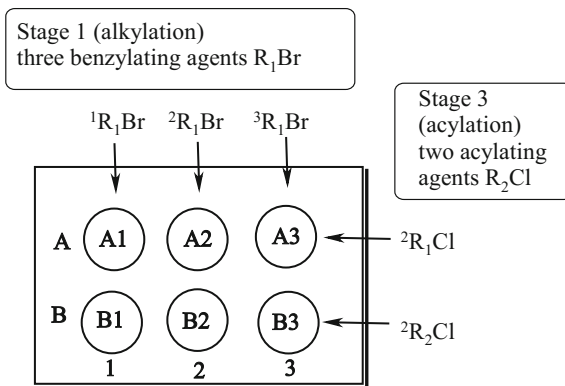 Stage 1 (alkylation)
three benzylating agents R₁Br
¹R₁Br ²R₁Br ³R₁Br
Stage 3
(acylation)
two acylating
agents R₂Cl
A A1 A2 A3 ²R₁Cl
B B1 B2 B3 ²R₂Cl
1 2 3